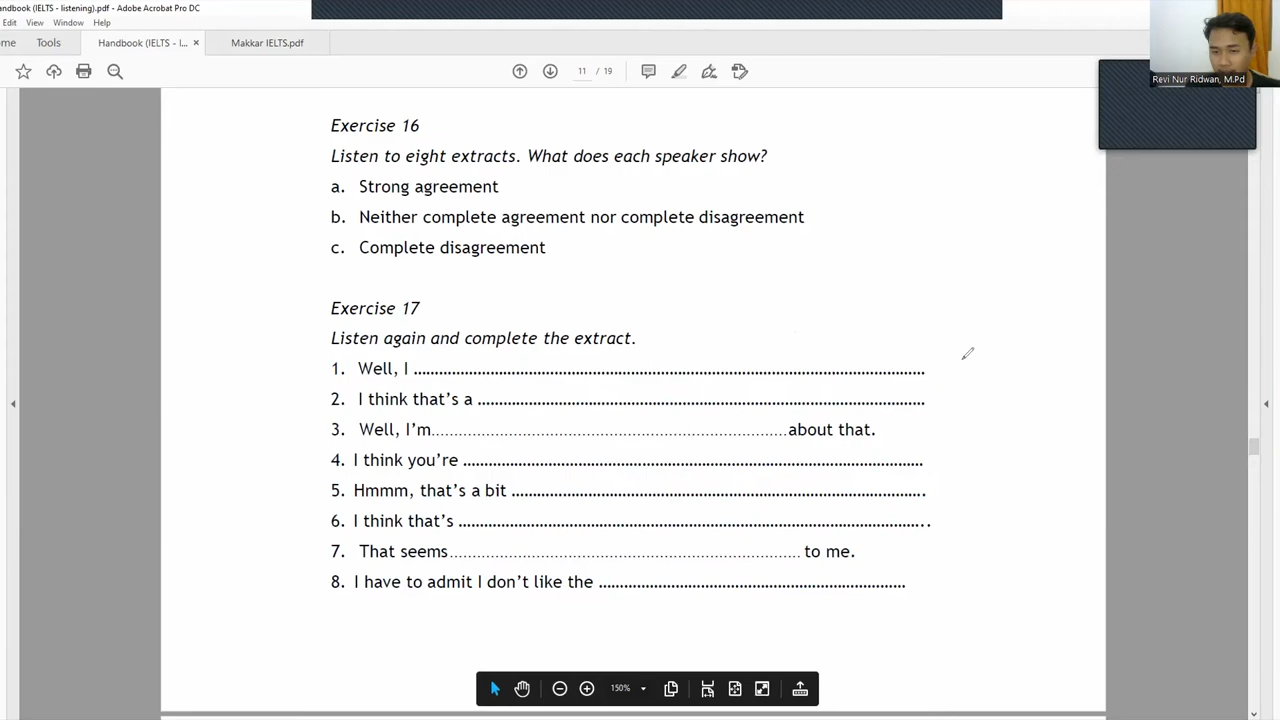 andbook (IELTS - listening).pdf - Adobe Acrobat Pro DC
Edit View Window Help
ome Tools Handbook (IELTS - l... × Makkar IELTS.pdf
11 / 19
Revi Nur Ridwan, M.Pd
Exercise 16
Listen to eight extracts. What does each speaker show?
a. Strong agreement
b. Neither complete agreement nor complete disagreement
c. Complete disagreement
Exercise 17
Listen again and complete the extract.
1. Well, I ........................................................
2. I think that's a ........................................................
3. Well, I'm........................................................about that.
4. I think you're ........................................................
5. Hmmm, that's a bit ........................................................
6. I think that's ........................................................
7. That seems........................................................ to me.
8. I have to admit I don't like the ........................................................
150%